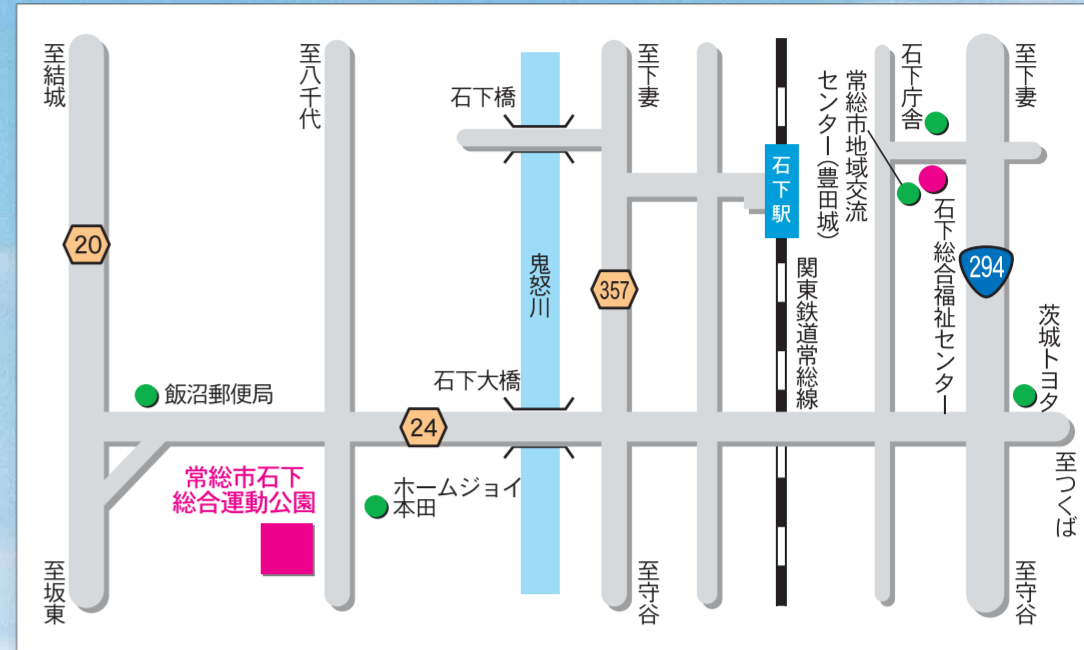 至結城
至八千代
石下橋
至下妻
常総市地域交流
センター(豊田城)
石下庁舎
至下妻
石下駅
20
鬼怒川
357
関東鉄道常総線
石下総合福祉センター
294
茨城トヨタ
飯沼郵便局
石下大橋
24
常総市石下
総合運動公園
ホームジョイ
本田
至つくば
至坂東
至守谷
至守谷